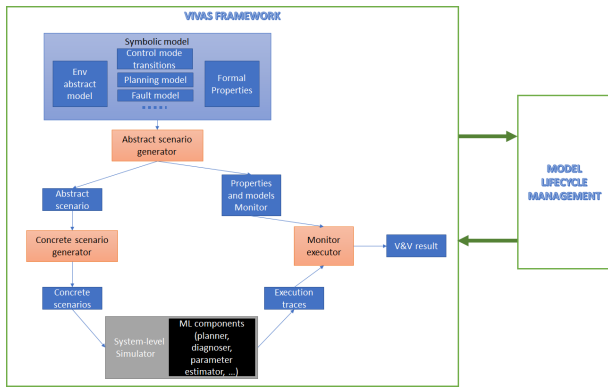 VIVAS FRAMEWORK
Symbolic model
Control mode
transitions
Env
abstract
model
Planning model
Fault model
Formal
Properties
Abstract scenario
generator
Abstract
scenario
Properties
and models
Monitor
Concrete scenario
generator
Monitor
executor
V&V result
Concrete
scenarios
Execution
traces
System-level
Simulator
ML components
(planner,
diagnoser,
parameter
estimator, ...)
MODEL
LIFECYCLE
MANAGEMENT